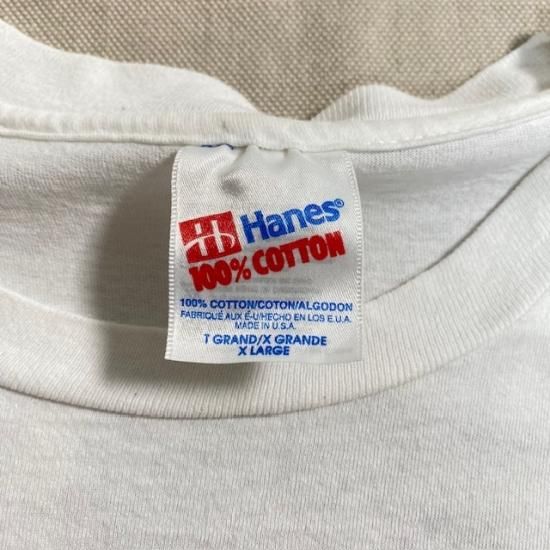 Hanes®
100% COTTON
100% COTTON/COTON/ALGODON
FABRIQUÉ AUX É-U/HECHO EN LOS E.U.A.
MADE IN U.S.A.
T GRAND/X GRANDE
X LARGE